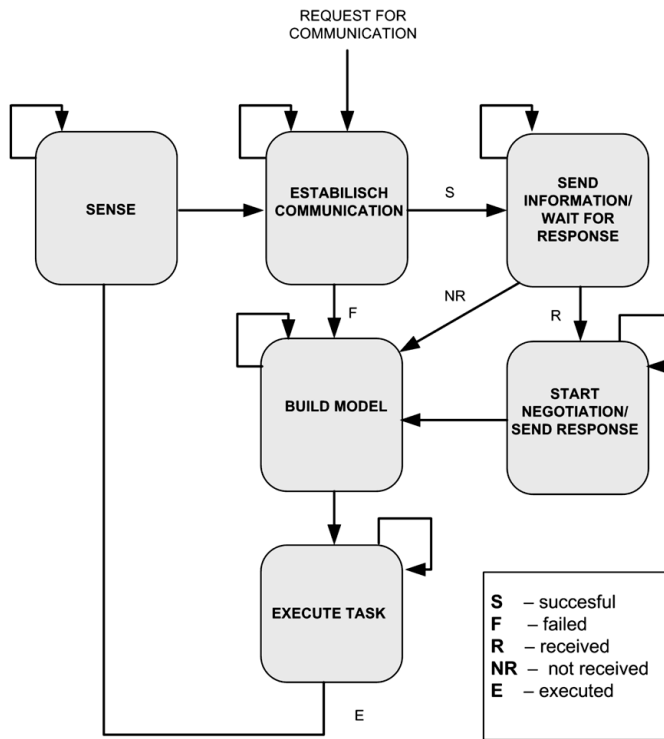 REQUEST FOR
COMMUNICATION
SENSE
ESTABILISCH
COMMUNICATION
S
SEND
INFORMATION/
WAIT FOR
RESPONSE
F
NR
R
BUILD MODEL
START
NEGOTIATION/
SEND RESPONSE
EXECUTE TASK
E
S – succesful
F – failed
R – received
NR – not received
E – executed